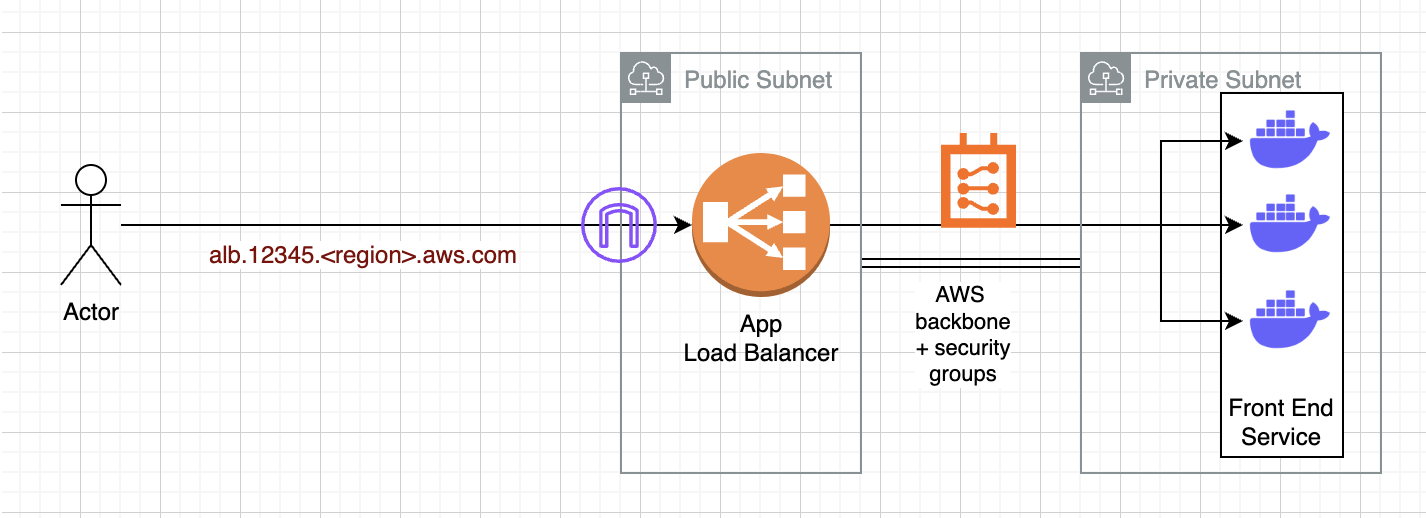 Public Subnet
Private Subnet
alb.12345.<region>.aws.com
Actor
App
Load Balancer
AWS
backbone
+ security
groups
Front End
Service